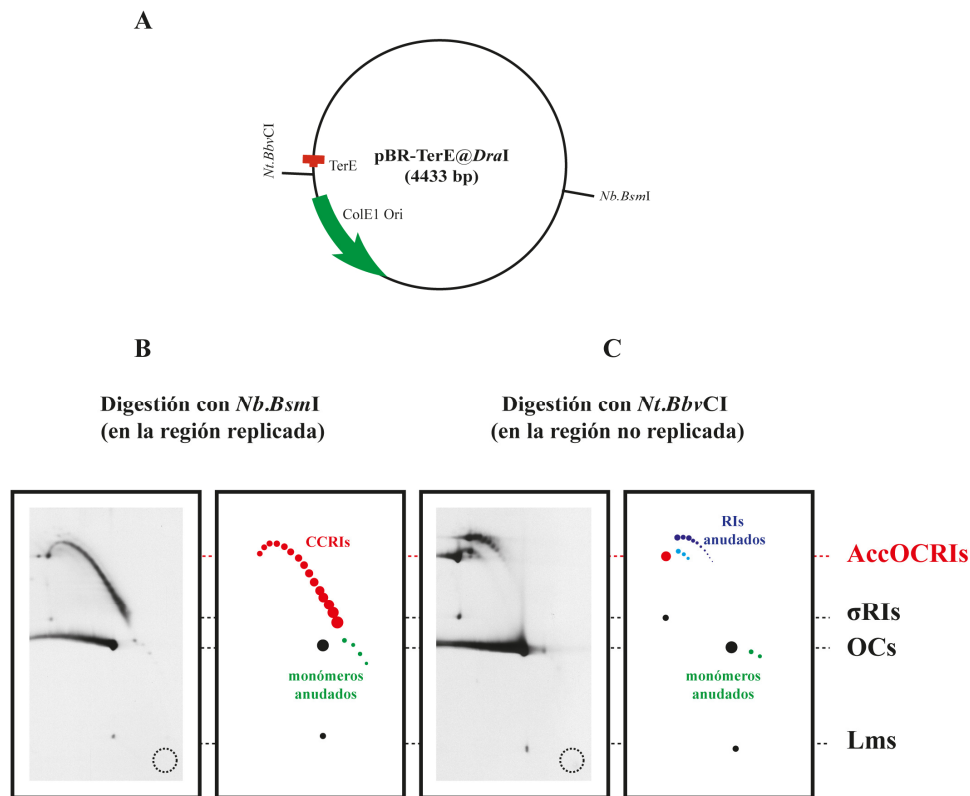 A
Nt.BbvCI
TerE
pBR-TerE@DraI
(4433 bp)
Nb.BsmI
ColE1 Ori
B
C
Digestión con Nb.BsmI
(en la región replicada)
Digestión con Nt.BbvCI
(en la región no replicada)
CCRIs
RIs
anudados
AccOCRIs
σRIs
OCs
monómeros
anudados
monómeros
anudados
Lms